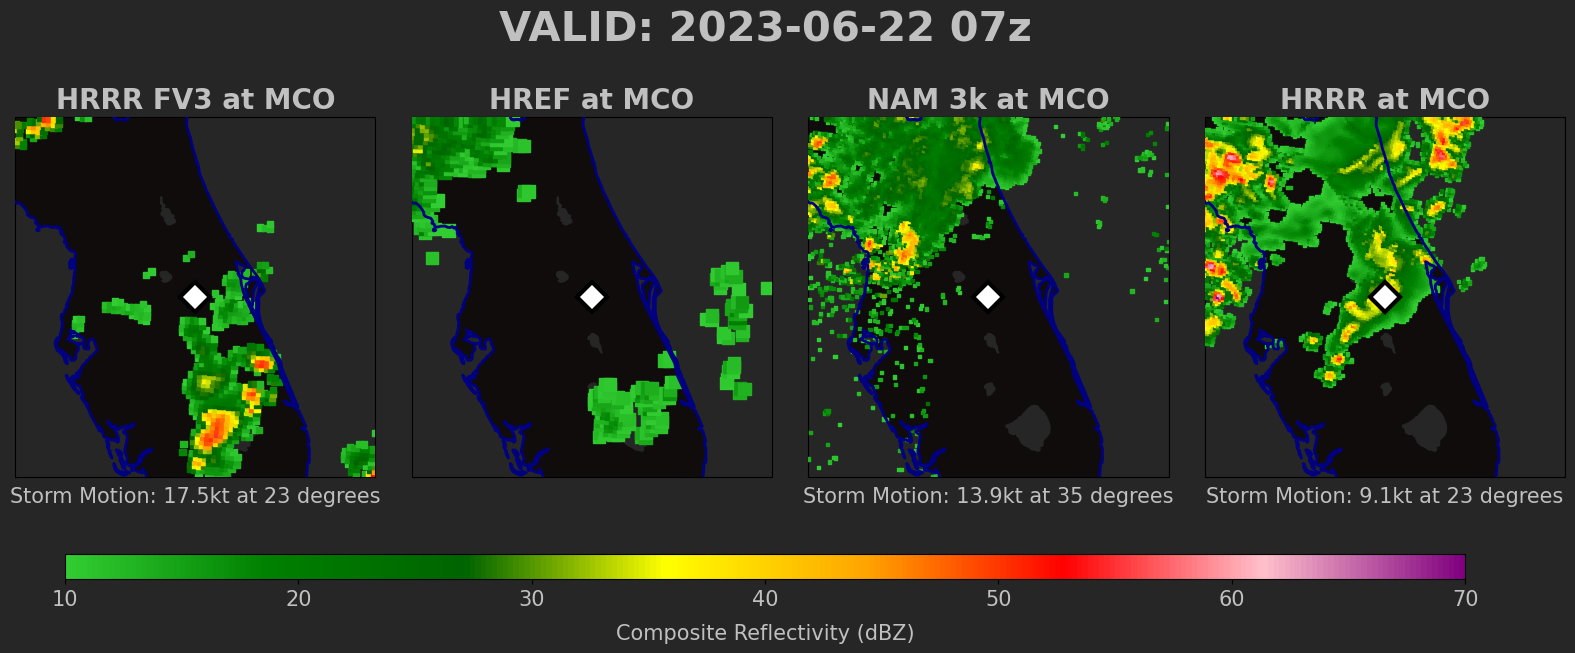 VALID: 2023-06-22 07z
HRRR FV3 at MCO
HREF at MCO
NAM 3k at MCO
HRRR at MCO
Storm Motion: 17.5kt at 23 degrees
Storm Motion: 13.9kt at 35 degrees
Storm Motion: 9.1kt at 23 degrees
10 20 30 40 50 60 70
Composite Reflectivity (dBZ)